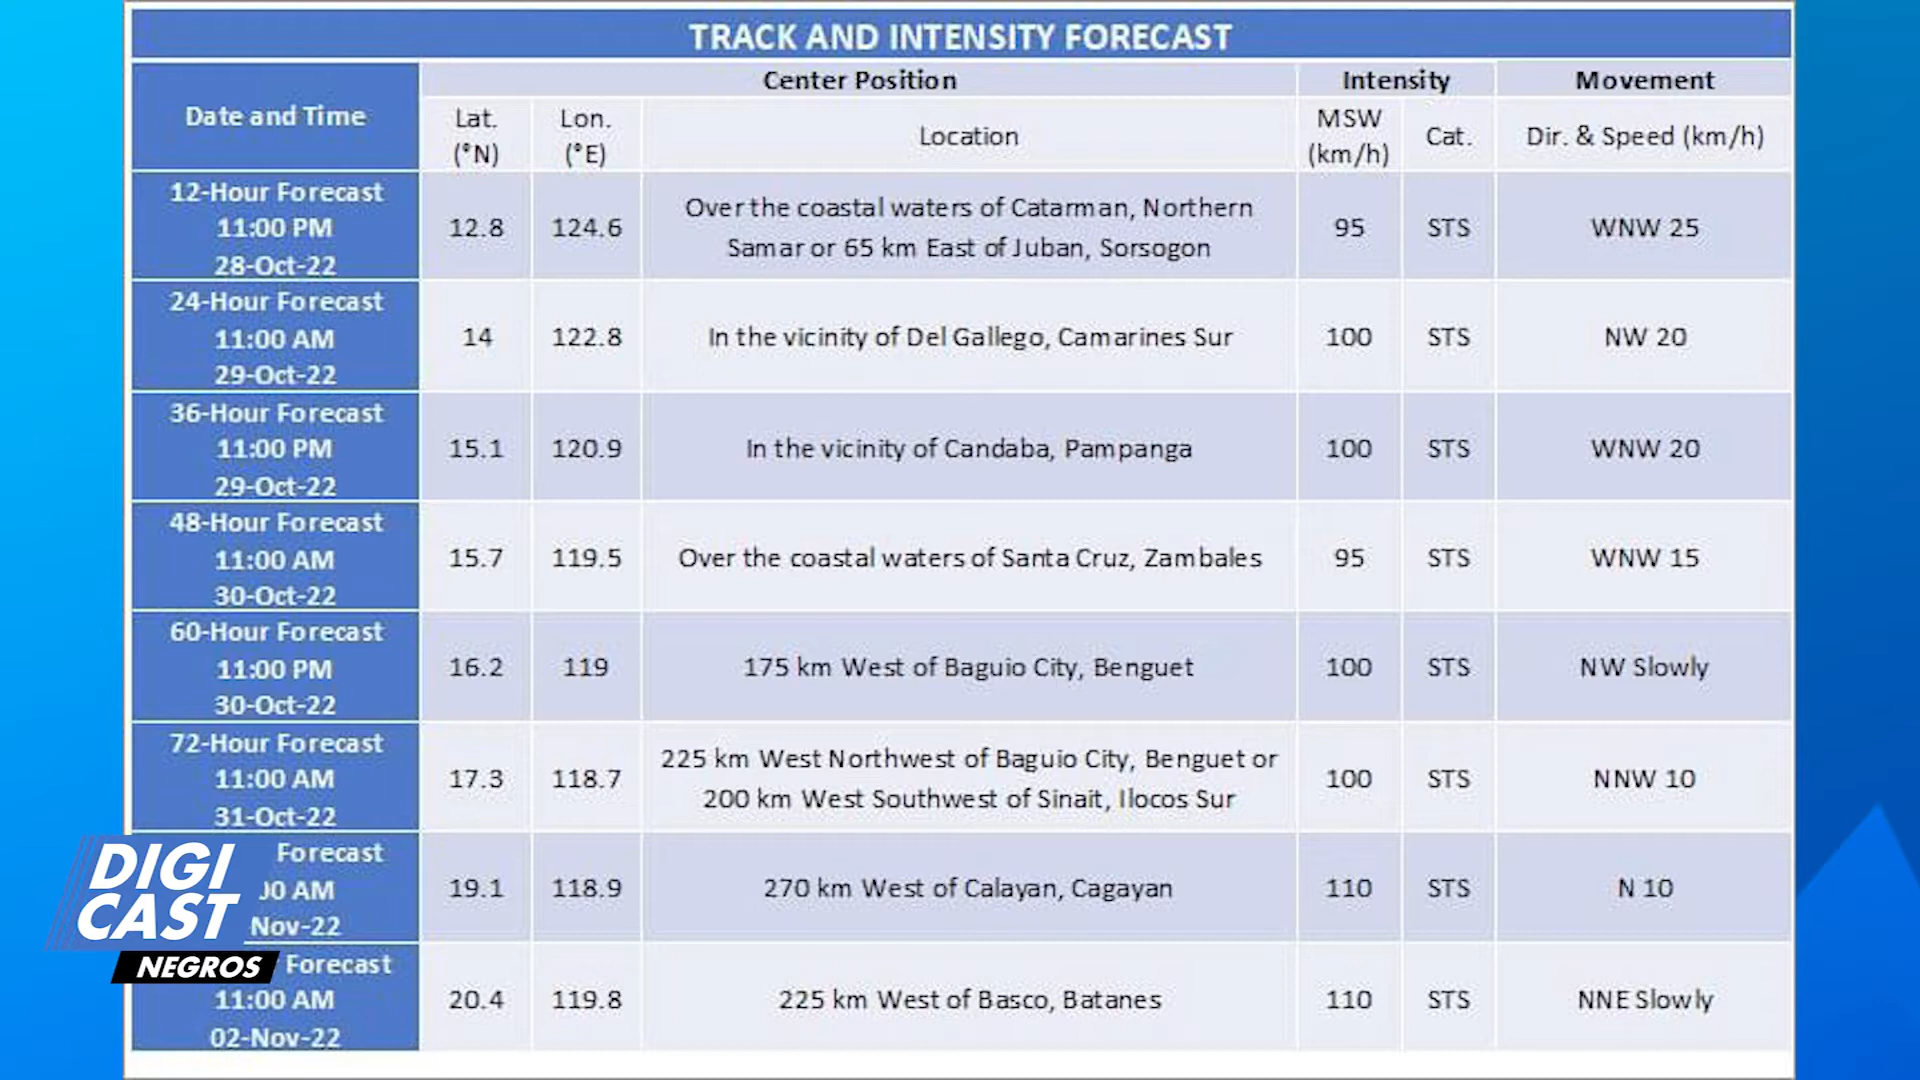 TRACK AND INTENSITY FORECAST
Date and Time
Center Position
Intensity
Movement
Lat.
(°N)
Lon.
(°E)
Location
MSW
(km/h)
Cat.
Dir. & Speed (km/h)
12-Hour Forecast
11:00 PM
28-Oct-22
12.8
124.6
Over the coastal waters of Catarman, Northern
Samar or 65 km East of Juban, Sorsogon
95
STS
WNW 25
24-Hour Forecast
11:00 AM
29-Oct-22
14
122.8
In the vicinity of Del Gallego, Camarines Sur
100
STS
NW 20
36-Hour Forecast
11:00 PM
29-Oct-22
15.1
120.9
In the vicinity of Candaba, Pampanga
100
STS
WNW 20
48-Hour Forecast
11:00 AM
30-Oct-22
15.7
119.5
Over the coastal waters of Santa Cruz, Zambales
95
STS
WNW 15
60-Hour Forecast
11:00 PM
30-Oct-22
16.2
119
175 km West of Baguio City, Benguet
100
STS
NW Slowly
72-Hour Forecast
11:00 AM
31-Oct-22
17.3
118.7
225 km West Northwest of Baguio City, Benguet or
200 km West Southwest of Sinait, Ilocos Sur
100
STS
NNW 10
Forecast
AM
Nov-22
19.1
118.9
270 km West of Calayan, Cagayan
110
STS
N 10
Forecast
11:00 AM
02-Nov-22
20.4
119.8
225 km West of Basco, Batanes
110
STS
NNE Slowly
DIGI
CAST
NEGROS